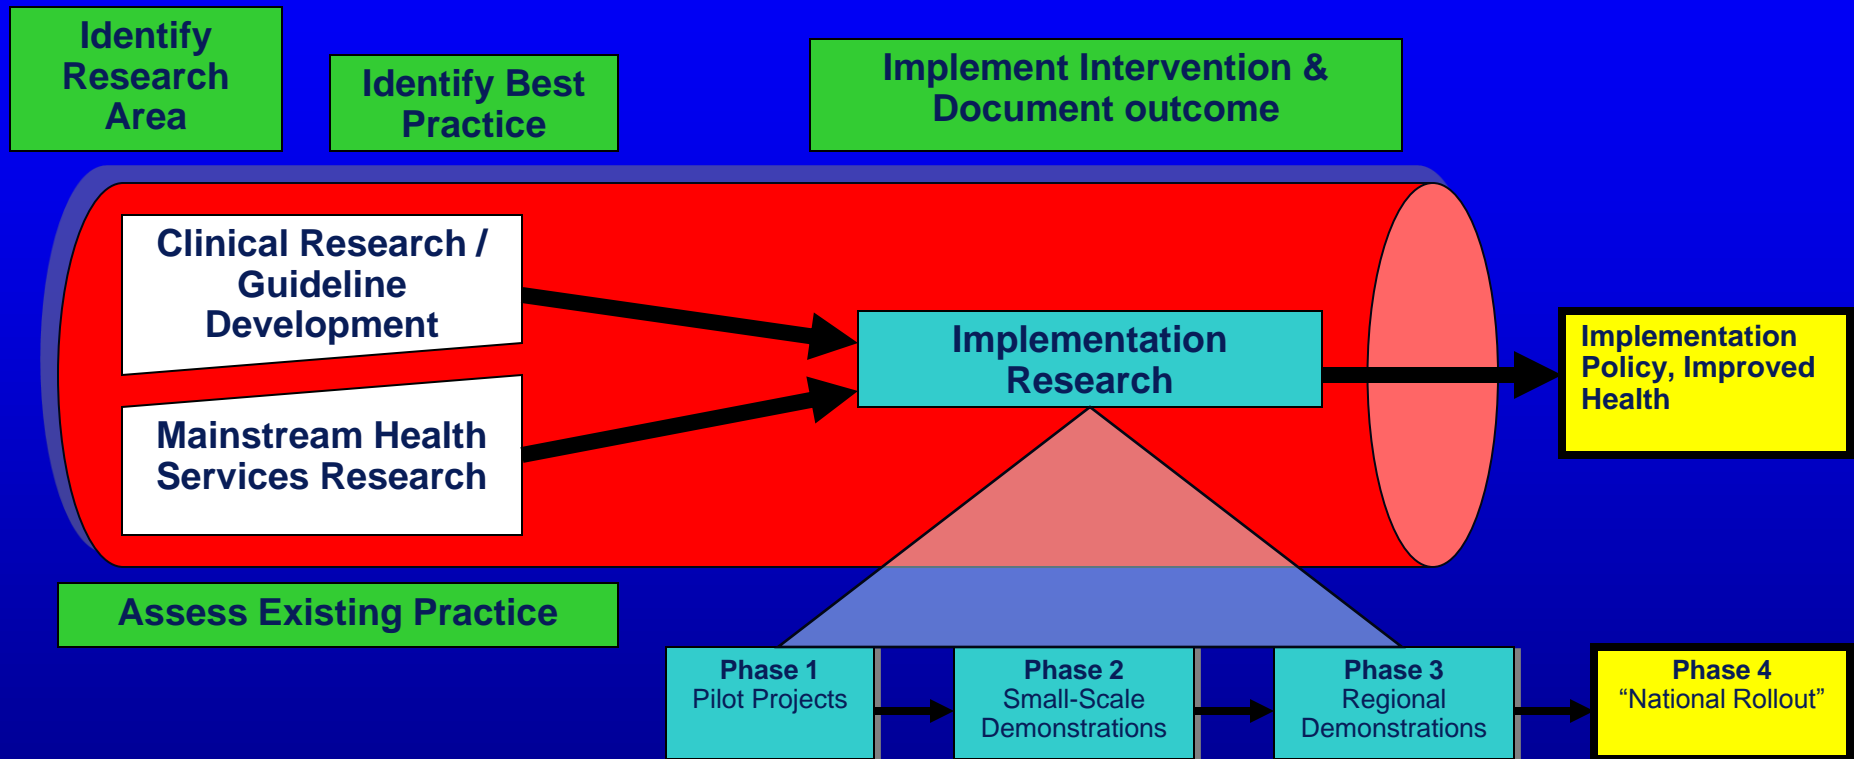 Identify
Research
Area
Identify Best
Practice
Implement Intervention &
Document outcome
Clinical Research /
Guideline
Development
Mainstream Health
Services Research
Implementation
Research
Implementation
Policy, Improved
Health
Assess Existing Practice
Phase 1
Pilot Projects
Phase 2
Small-Scale
Demonstrations
Phase 3
Regional
Demonstrations
Phase 4
“National Rollout”